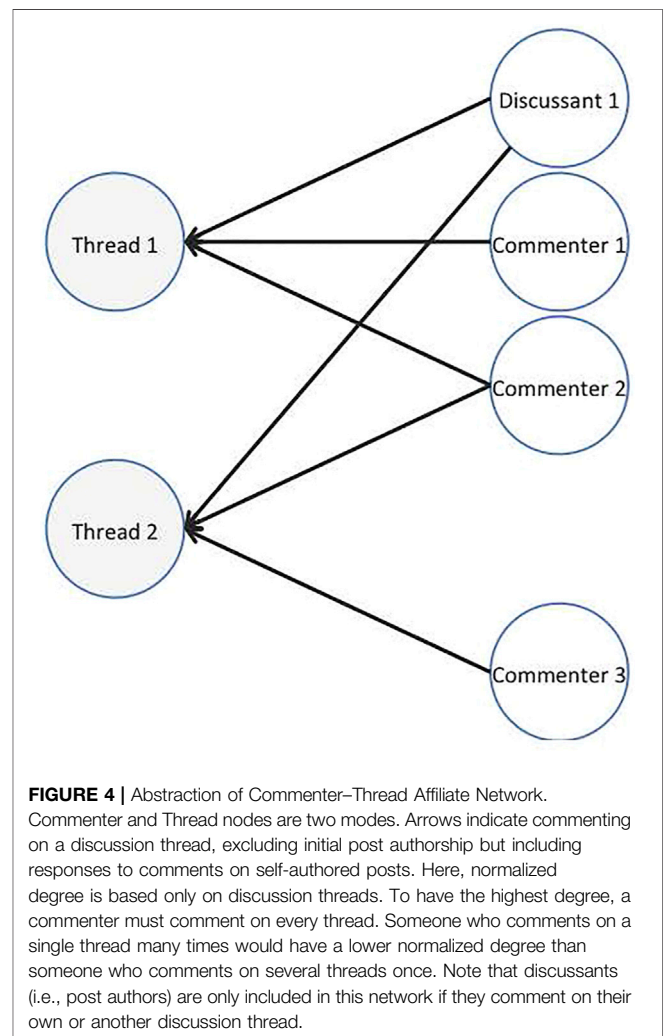 Discussant 1
Thread 1
Commenter 1
Commenter 2
Thread 2
Commenter 3
FIGURE 4 | Abstraction of Commenter–Thread Affiliate Network.
Commenter and Thread nodes are two modes. Arrows indicate commenting
on a discussion thread, excluding initial post authorship but including
responses to comments on self-authored posts. Here, normalized
degree is based only on discussion threads. To have the highest degree, a
commenter must comment on every thread. Someone who comments on a
single thread many times would have a lower normalized degree than
someone who comments on several threads once. Note that discussants
(i.e., post authors) are only included in this network if they comment on their
own or another discussion thread.